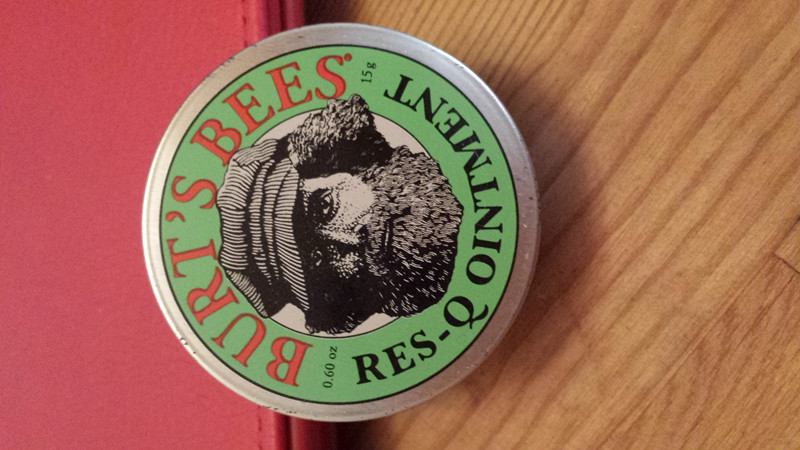 BURT'S BEES
0.60 oz
15g
RES-Q OINTMENT